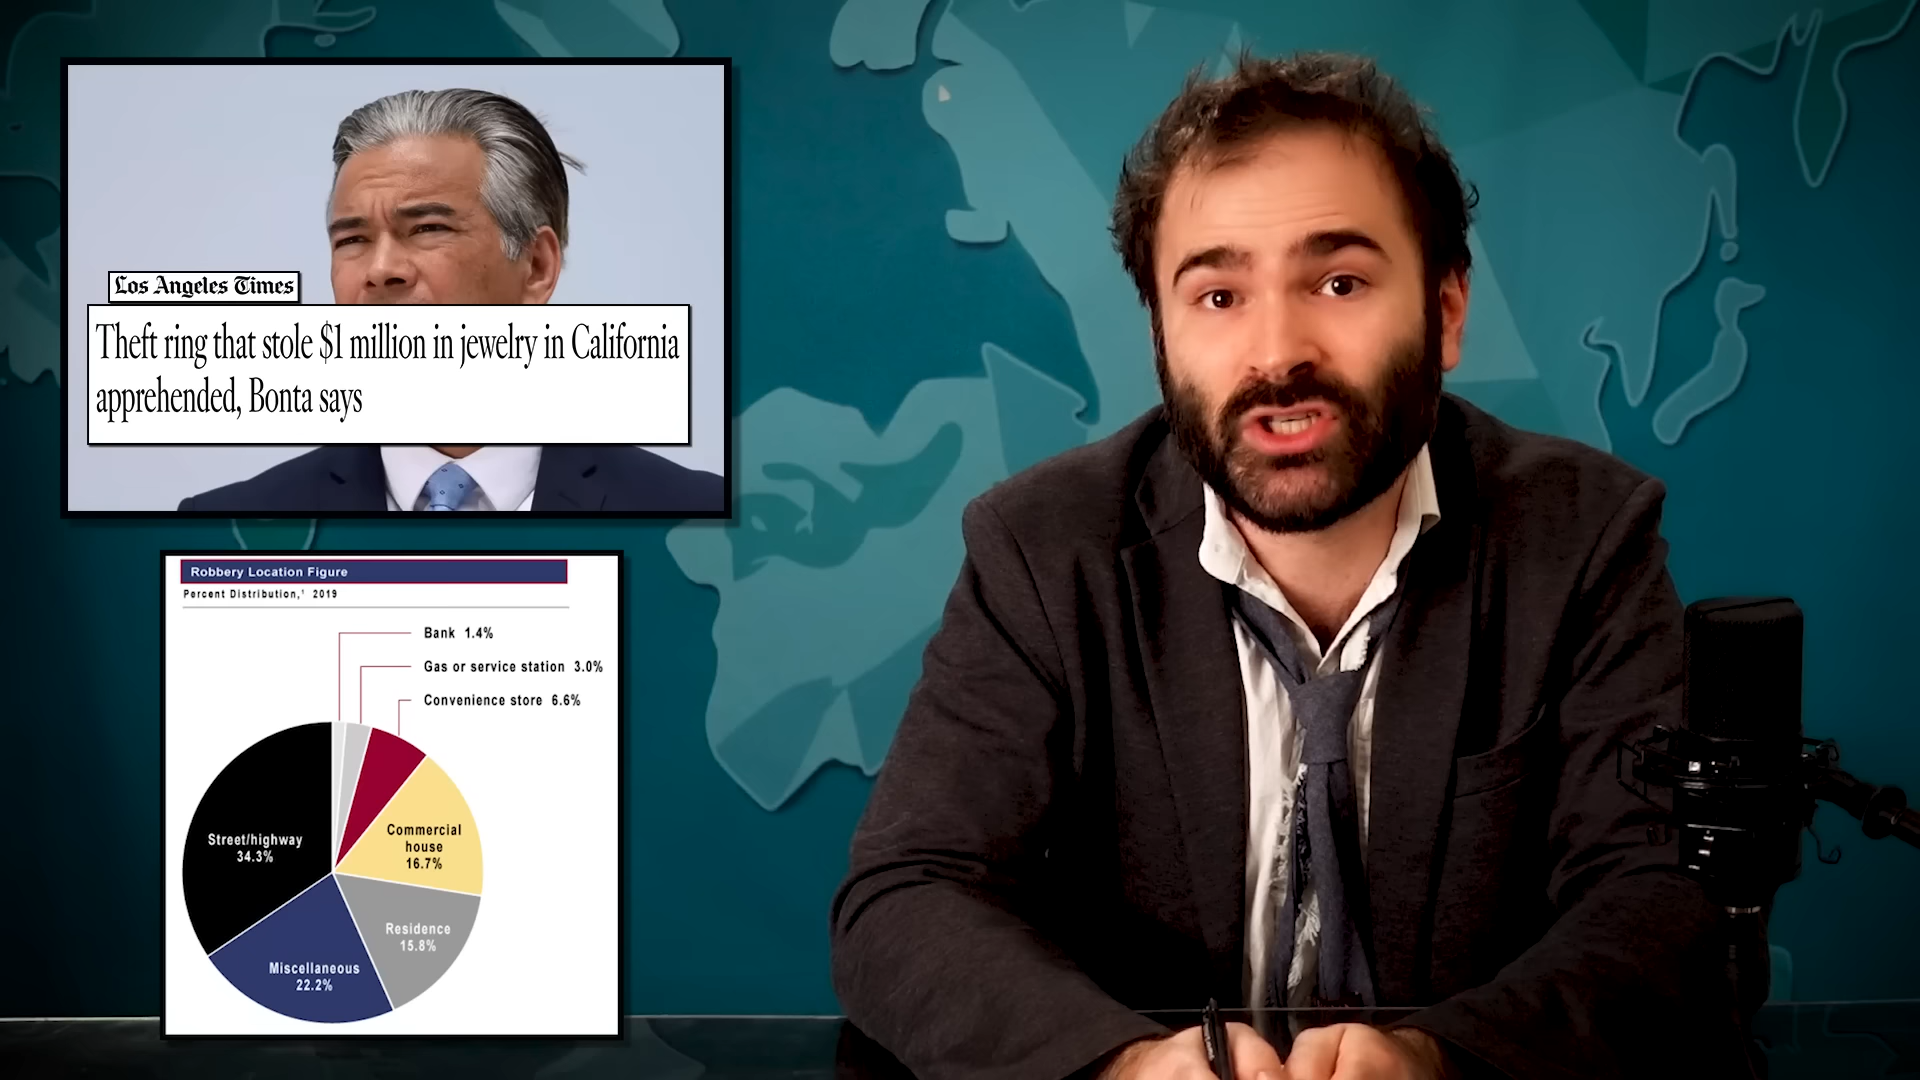 Los Angeles Times
Theft ring that stole $1 million in jewelry in California
apprehended, Bonta says
Robbery Location Figure
Percent Distribution,¹ 2019
Bank 1.4%
Gas or service station 3.0%
Convenience store 6.6%
Commercial
house
16.7%
Street/highway
34.3%
Residence
15.8%
Miscellaneous
22.2%